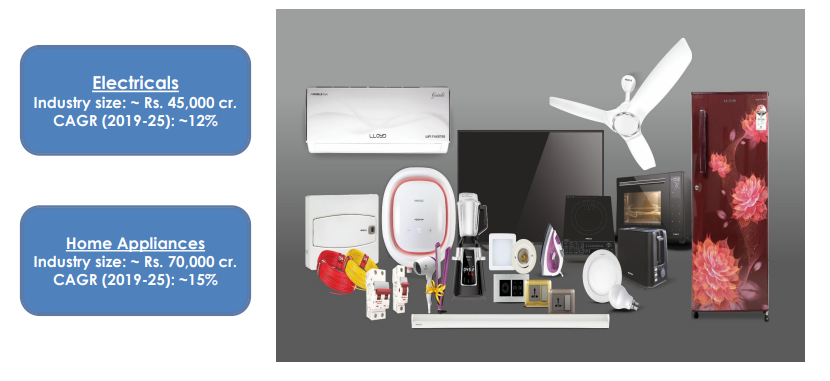 Electricals
Industry size: ~ Rs. 45,000 cr.
CAGR (2019-25): ~12%
Home Appliances
Industry size: ~ Rs. 70,000 cr.
CAGR (2019-25): ~15%
LLOYD
LLOYD